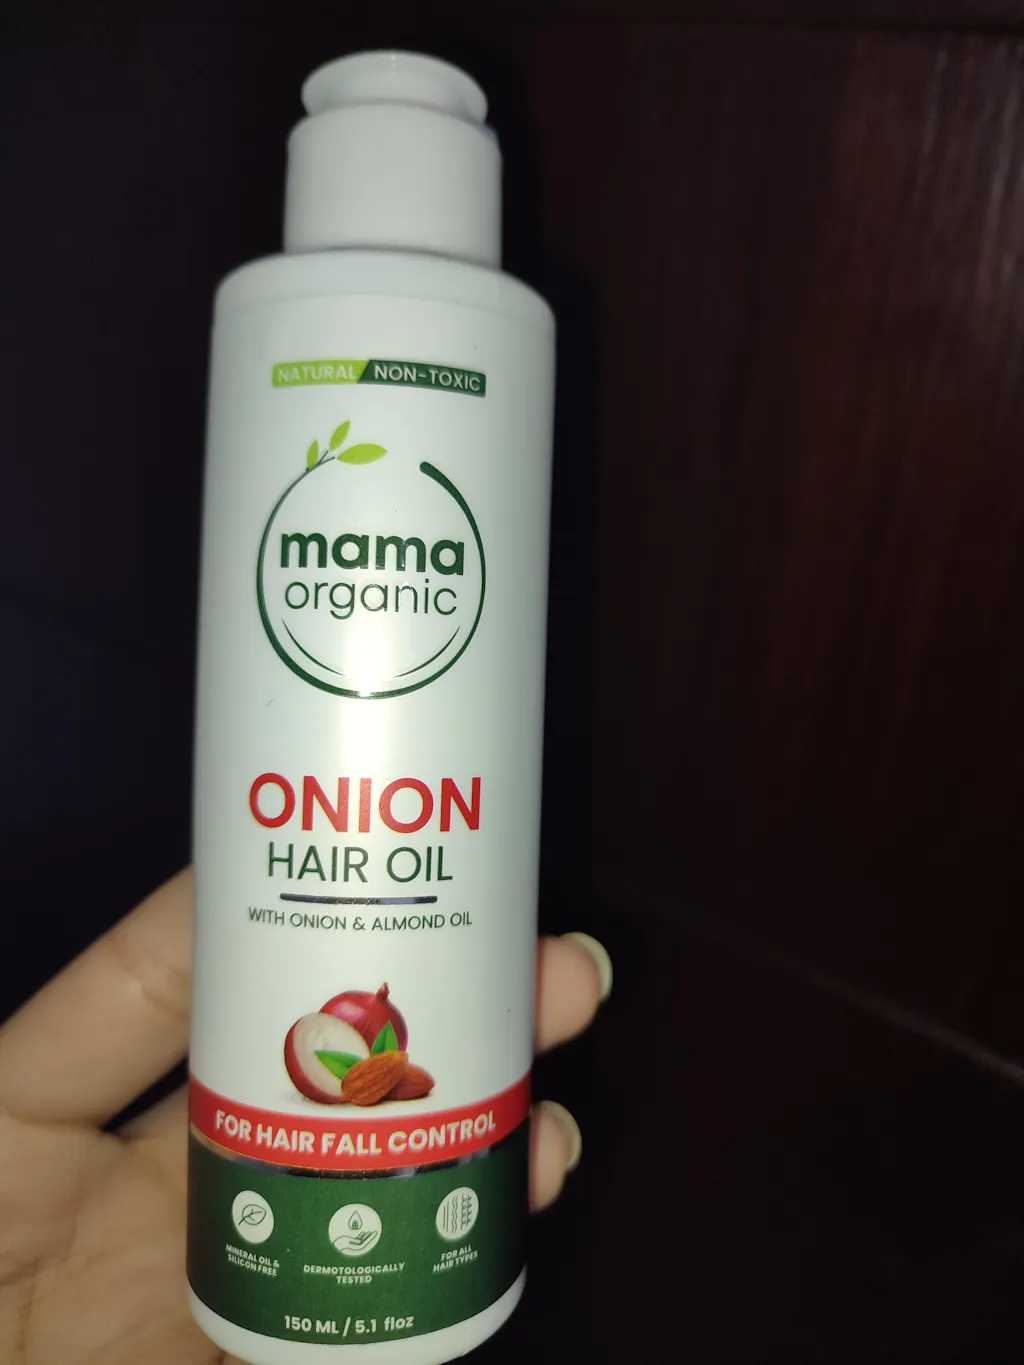 NATURAL NON-TOXIC
mama
organic
ONION
HAIR OIL
WITH ONION & ALMOND OIL
FOR HAIR FALL CONTROL
MINERAL OIL &
SILICON FREE
DERMOTOLOGICALLY
TESTED
FOR ALL
HAIR TYPES
150 ML / 5.1 floz